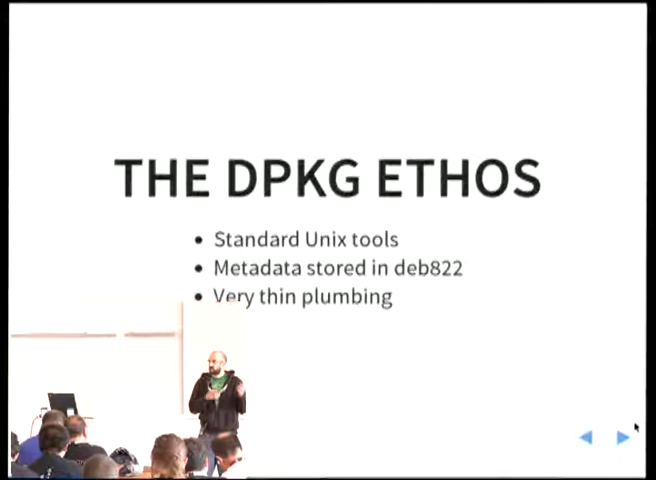 THE DPKG ETHOS
Standard Unix tools
Metadata stored in deb822
Very thin plumbing